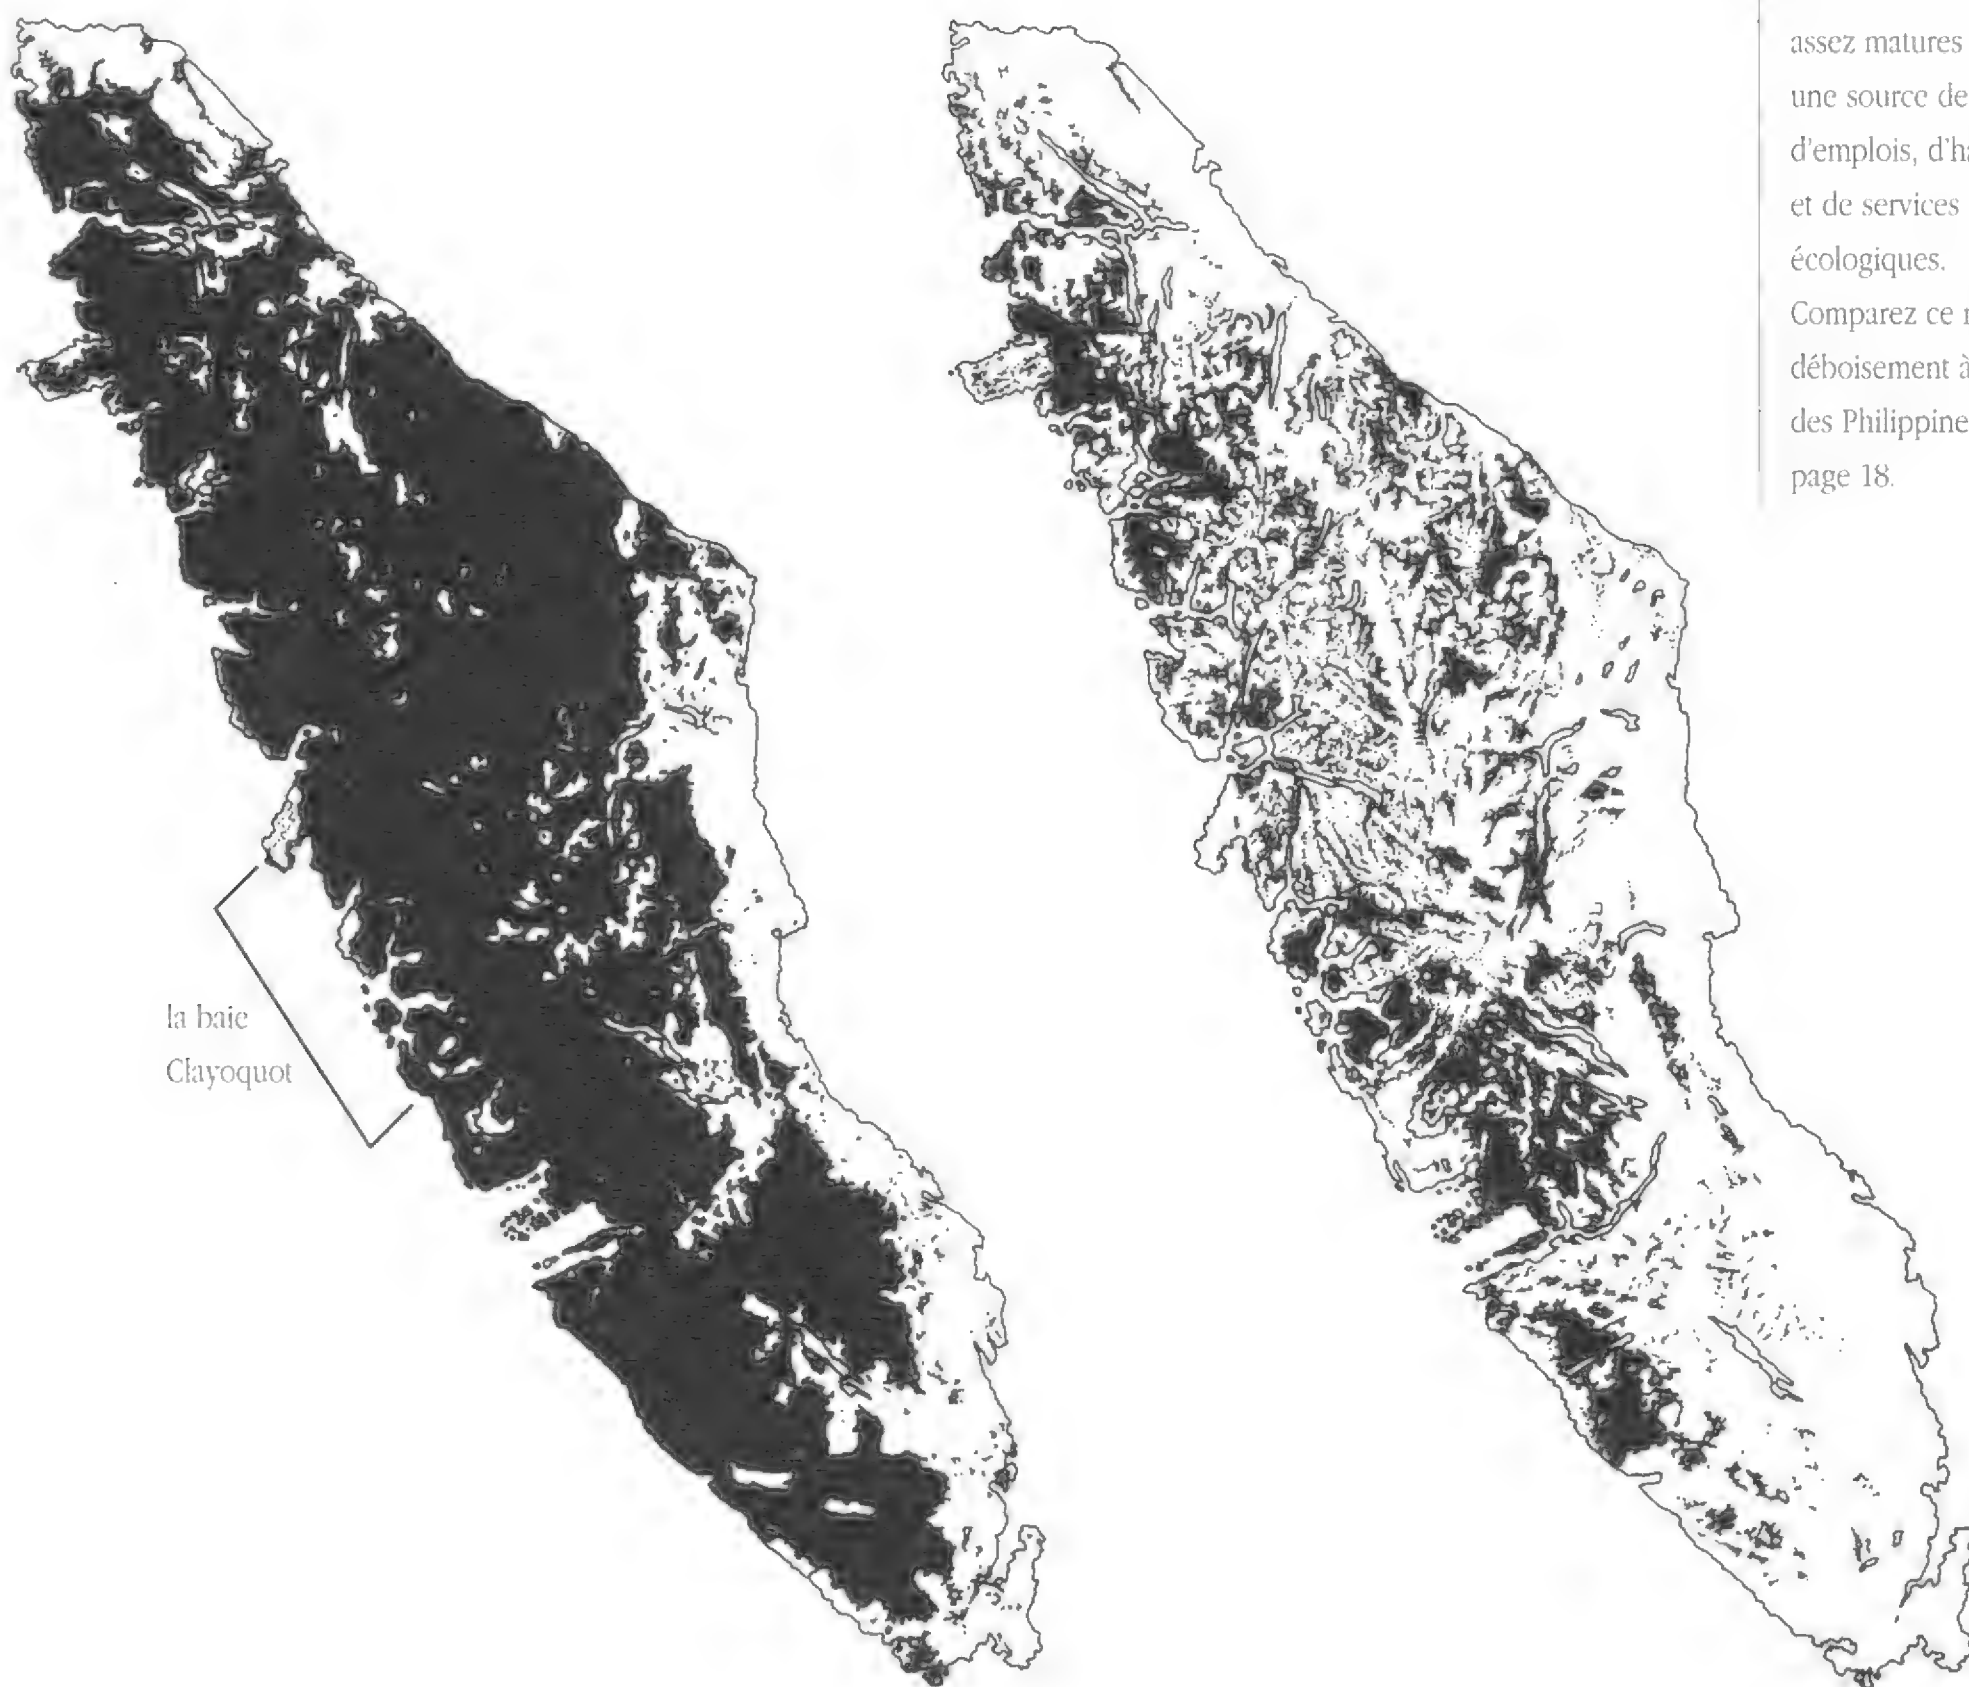 assez matures
une source de
d'emplois, d'ha
et de services
écologiques.
Comparez ce
déboisement à
des Philippine
page 18.
la baie
Clayoquot